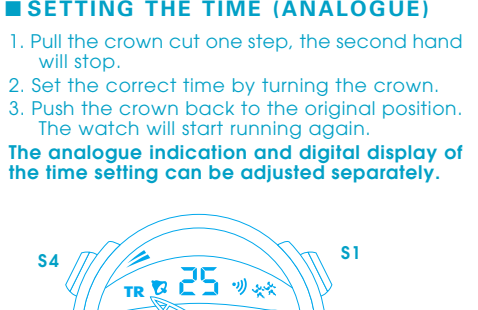 ■ SETTING THE TIME (ANALOGUE)
1. Pull the crown cut one step, the second hand
will stop.
2. Set the correct time by turning the crown.
3. Push the crown back to the original position.
The watch will start running again.
The analogue indication and digital display of
the time setting can be adjusted separately.
S4
S1
TR 25